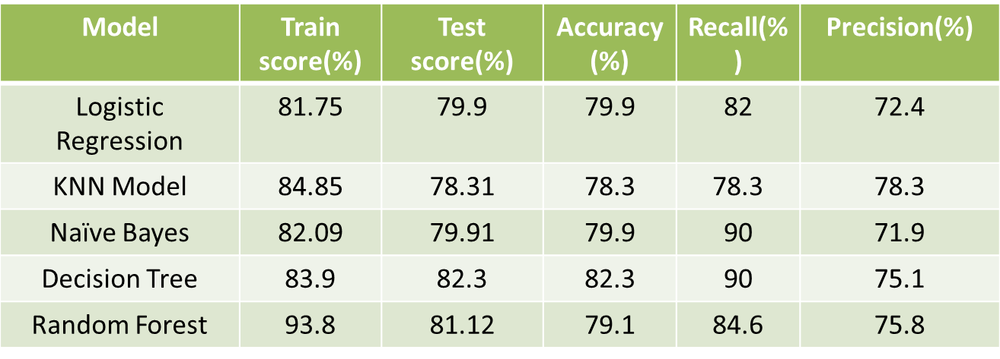 Model Train score(%) Test score(%) Accuracy (%) Recall(% ) Precision(%)
Logistic Regression 81.75 79.9 79.9 82 72.4
KNN Model 84.85 78.31 78.3 78.3 78.3
Naïve Bayes 82.09 79.91 79.9 90 71.9
Decision Tree 83.9 82.3 82.3 90 75.1
Random Forest 93.8 81.12 79.1 84.6 75.8